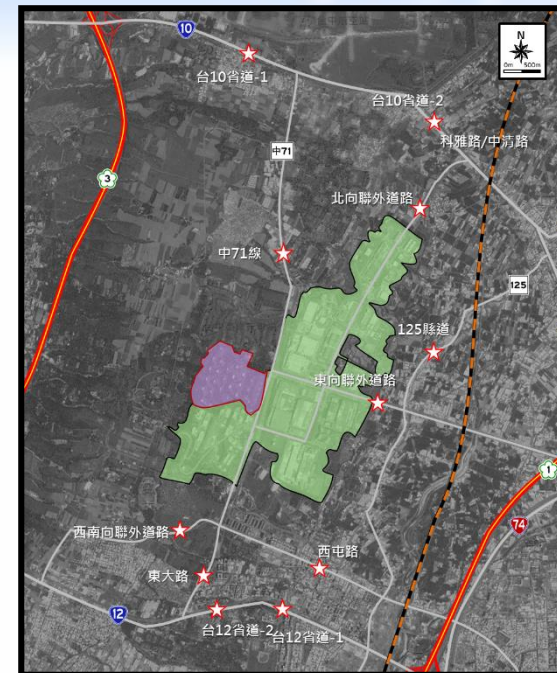 10
N
0m 500m
台10省道-1
台10省道-2
科雅路/中清路
中71
3
北向聯外道路
中71線
125
125縣道
東向聯外道路
1
74
西南向聯外道路
西屯路
東大路
12
台12省道-2
台12省道-1